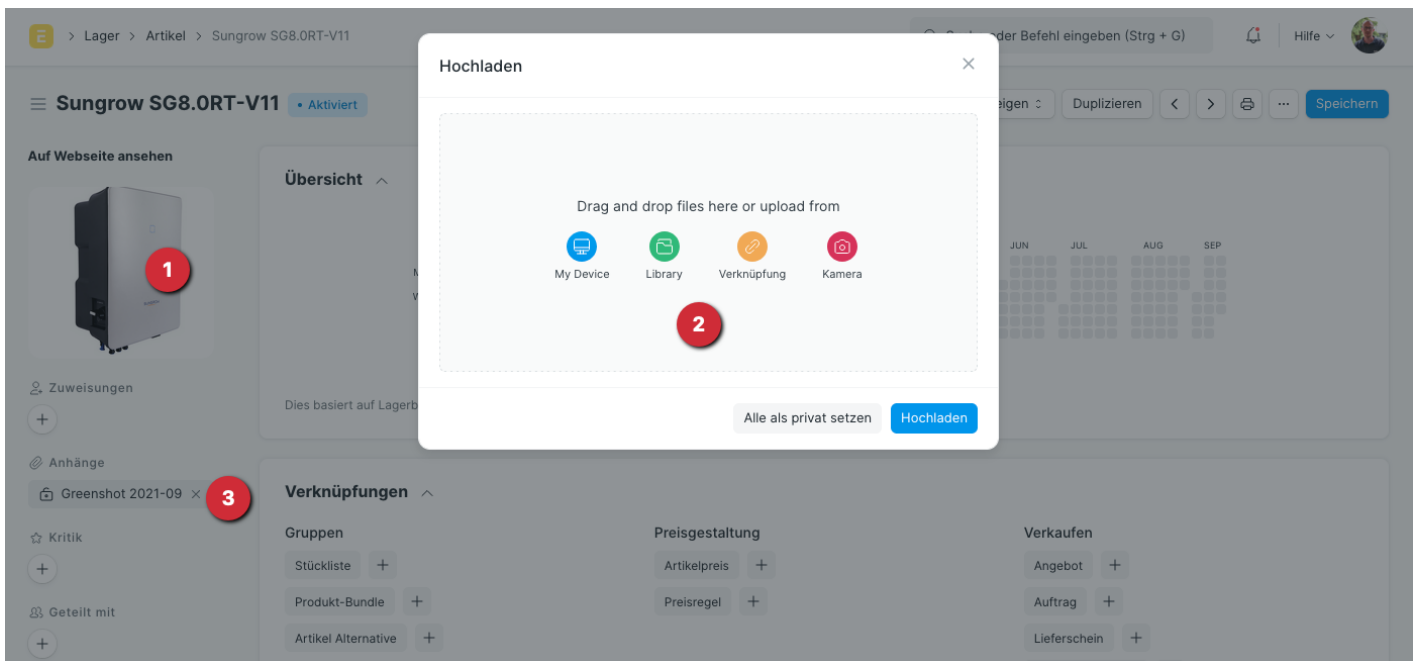 Lager > Artikel > Sungrow SG8.0RT-V11
oder Befehl eingeben (Strg + G)
Hilfe
Sungrow SG8.0RT-V11
• Aktiviert
Duplizieren
Speichern
Auf Webseite ansehen
1
Zuweisungen
Anhänge
Greenshot 2021-09
3
Kritik
Geteilt mit
Übersicht
JUN JUL AUG SEP
Dies basiert auf Lagerb
Hochladen
Drag and drop files here or upload from
My Device
Library
Verknüpfung
Kamera
2
Alle als privat setzen
Hochladen
Verknüpfungen
Gruppen
Stückliste
Produkt-Bundle
Artikel Alternative
Preisgestaltung
Artikelpreis
Preisregel
Verkaufen
Angebot
Auftrag
Lieferschein